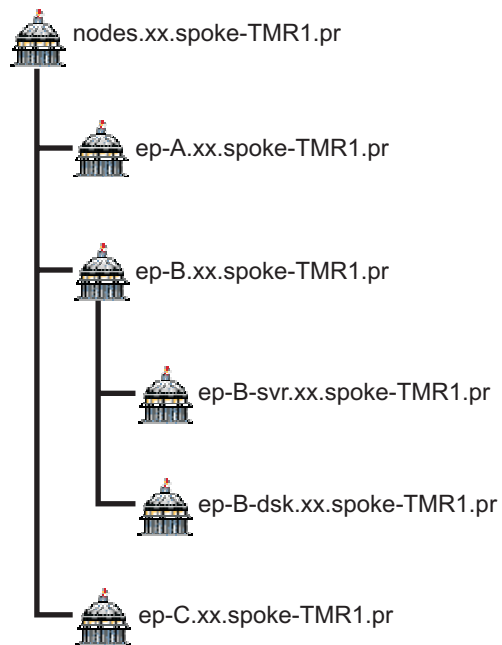 nodes.xx.spoke-TMR1.pr
ep-A.xx.spoke-TMR1.pr
ep-B.xx.spoke-TMR1.pr
ep-B-svr.xx.spoke-TMR1.pr
ep-B-dsk.xx.spoke-TMR1.pr
ep-C.xx.spoke-TMR1.pr